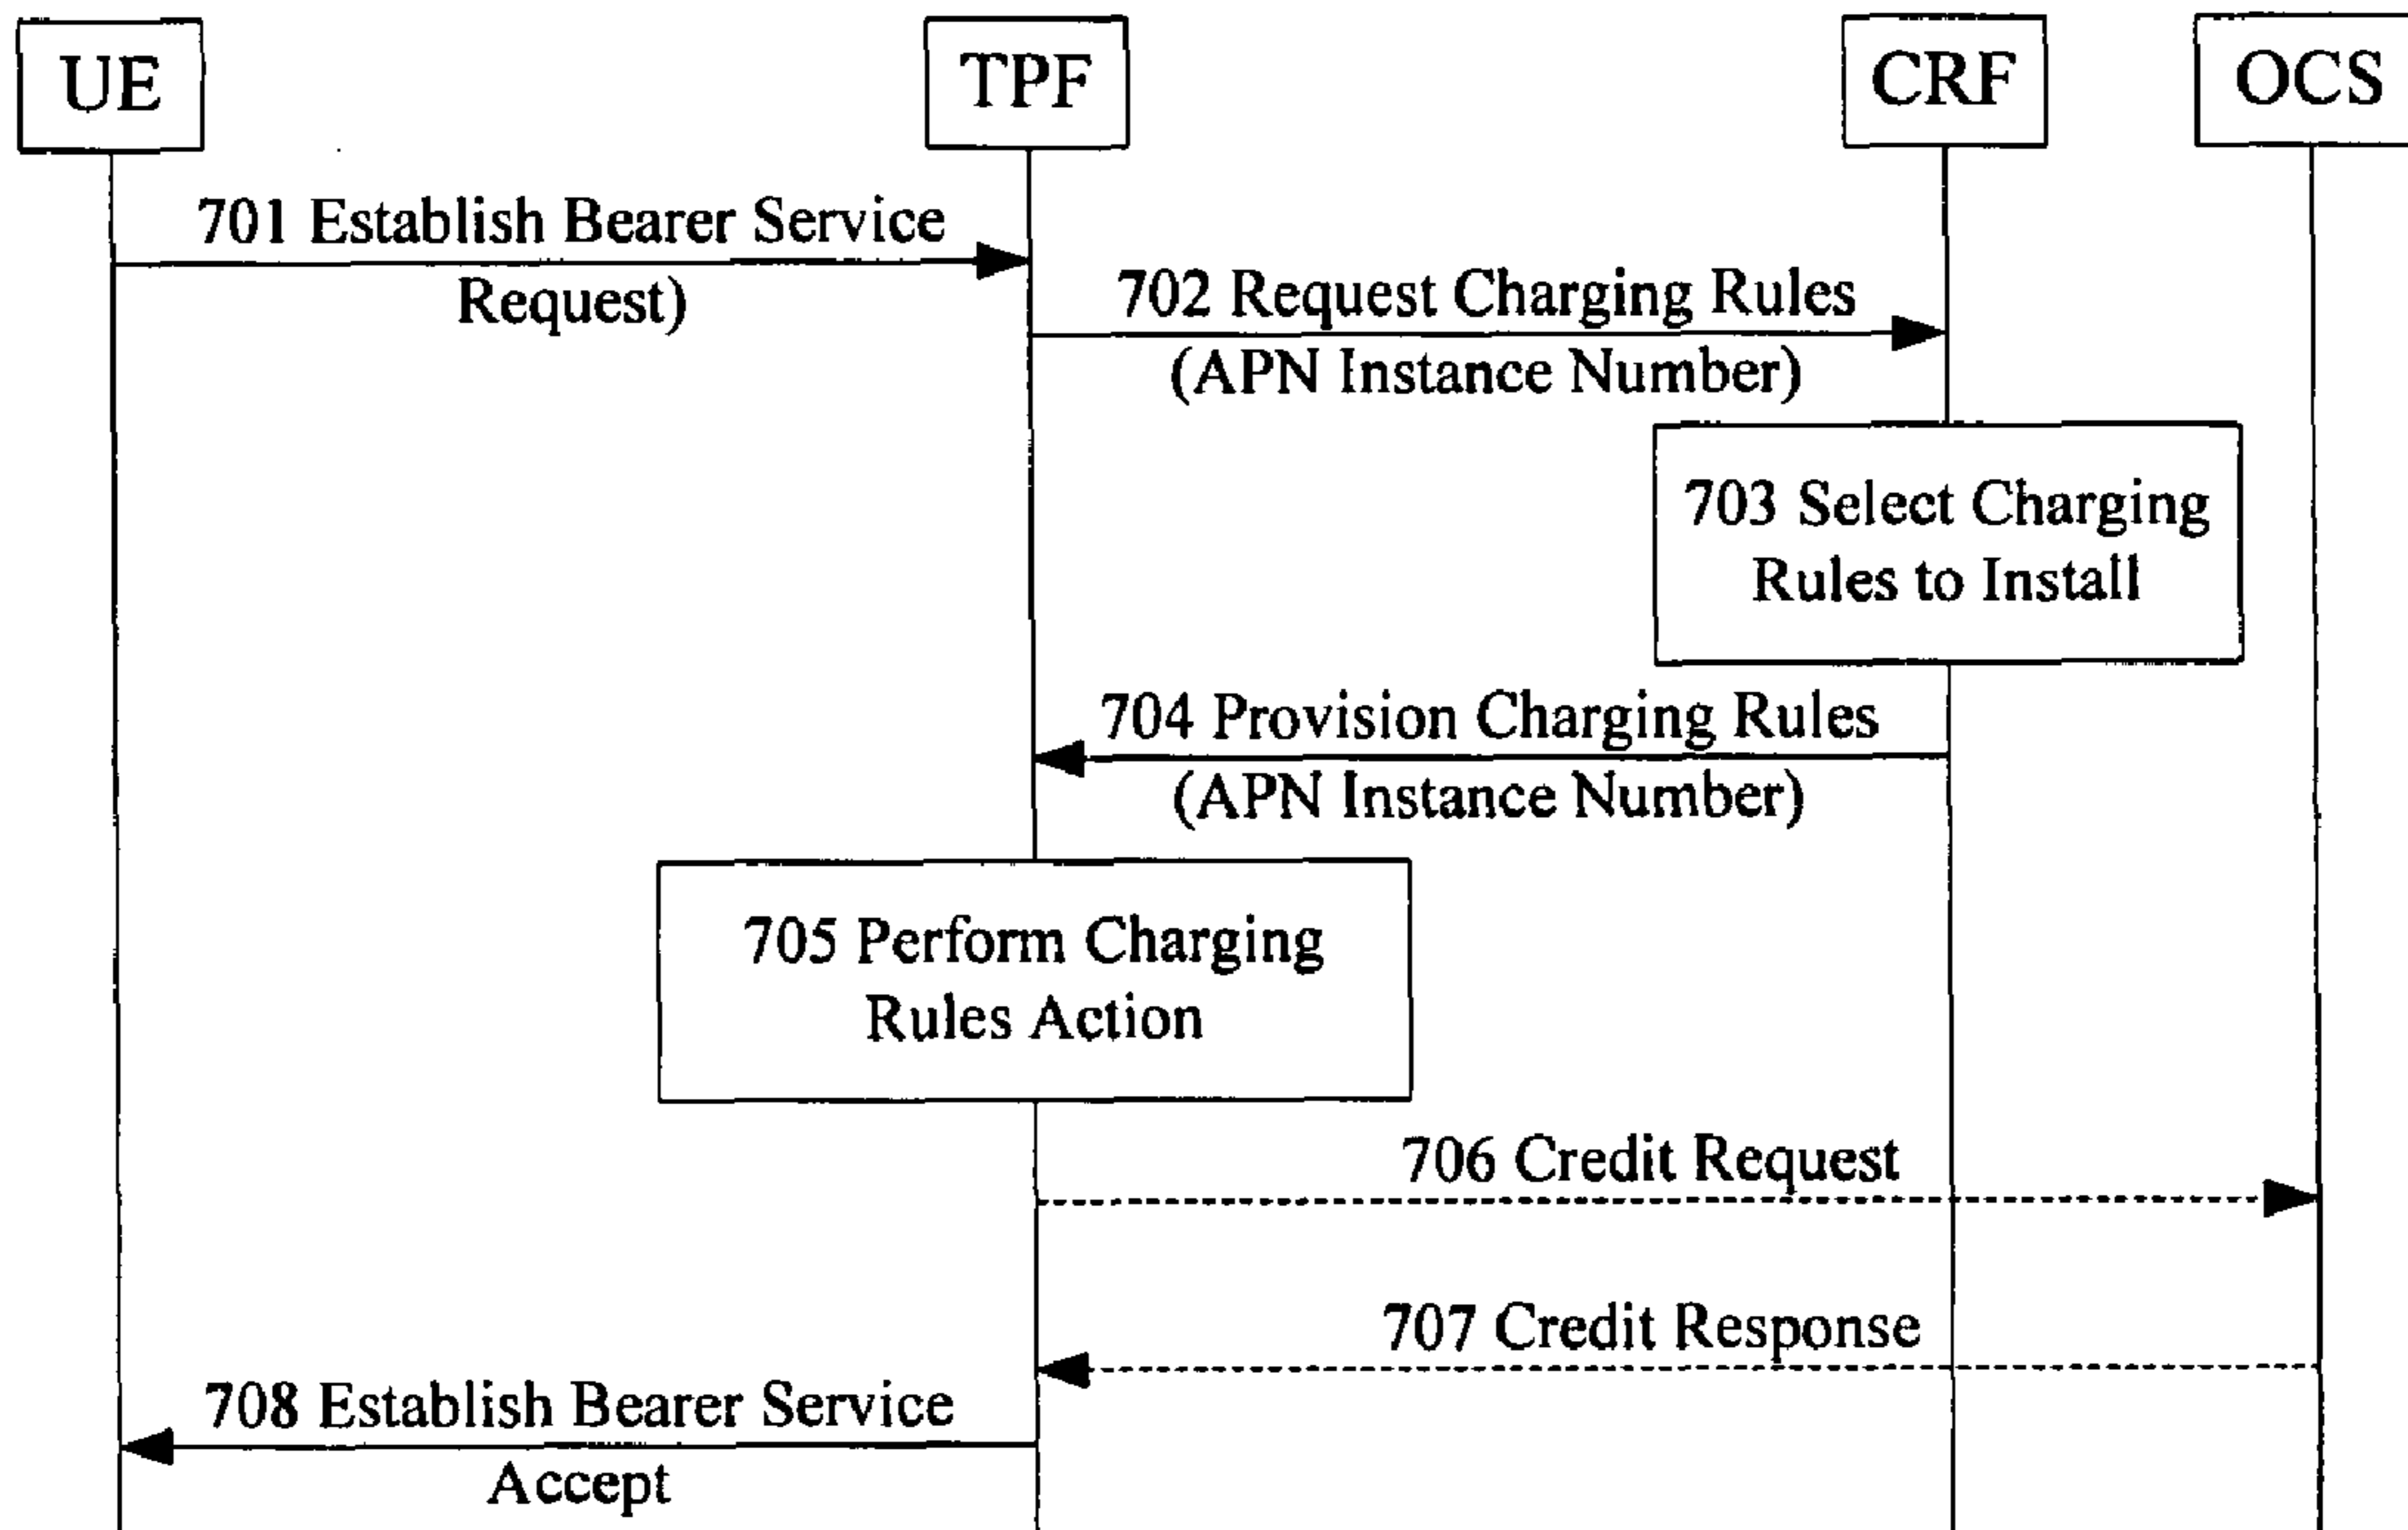 UE
TPF
CRF
OCS
701 Establish Bearer Service
Request)
702 Request Charging Rules
(APN Instance Number)
703 Select Charging
Rules to Install
704 Provision Charging Rules
(APN Instance Number)
705 Perform Charging
Rules Action
706 Credit Request
707 Credit Response
708 Establish Bearer Service
Accept